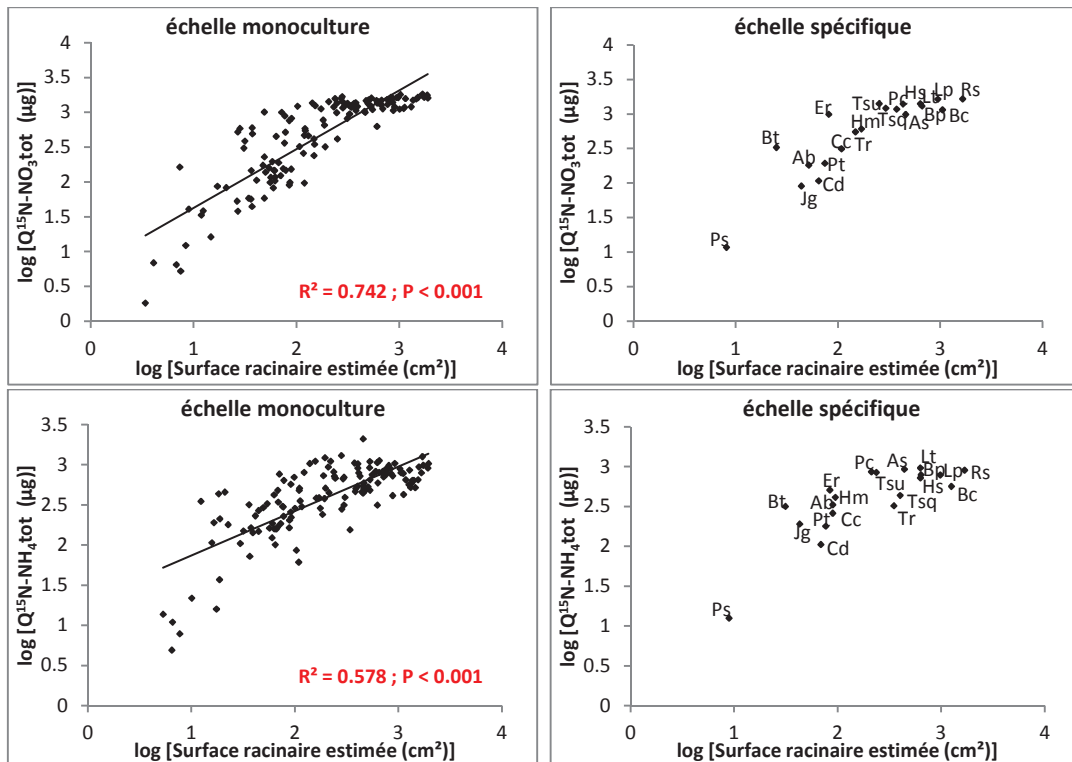 échelle monoculture
log [Q¹⁵N-NO₃tot (µg)]
4
3.5
3
2.5
2
1.5
1
0.5
0
0 1 2 3 4
R² = 0.742 ; P < 0.001
log [Surface racinaire estimée (cm²)]
échelle spécifique
log [Q¹⁵N-NO₃tot (µg)]
4
3.5
3
2.5
2
1.5
1
0.5
0
0 1 2 3 4
Ps
Bt
Jg
Ab
Cd
Pt
Er
Cc
Hm
Tr
Tsu
Tsq
Pc
As
Hs
Lt
Bp
Lp
Bc
Rs
log [Surface racinaire estimée (cm²)]
échelle monoculture
log [Q¹⁵N-NH₄tot (µg)]
3.5
3
2.5
2
1.5
1
0.5
0
0 1 2 3 4
R² = 0.578 ; P < 0.001
log [Surface racinaire estimée (cm²)]
échelle spécifique
log [Q¹⁵N-NH₄tot (µg)]
3.5
3
2.5
2
1.5
1
0.5
0
0 1 2 3 4
Ps
Bt
Jg
Cd
Pt
Ab
Er
Hm
Cc
Pc
Tsu
Tr
Tsq
As
Lt
Bp
Hs
Lp
Bc
Rs
log [Surface racinaire estimée (cm²)]